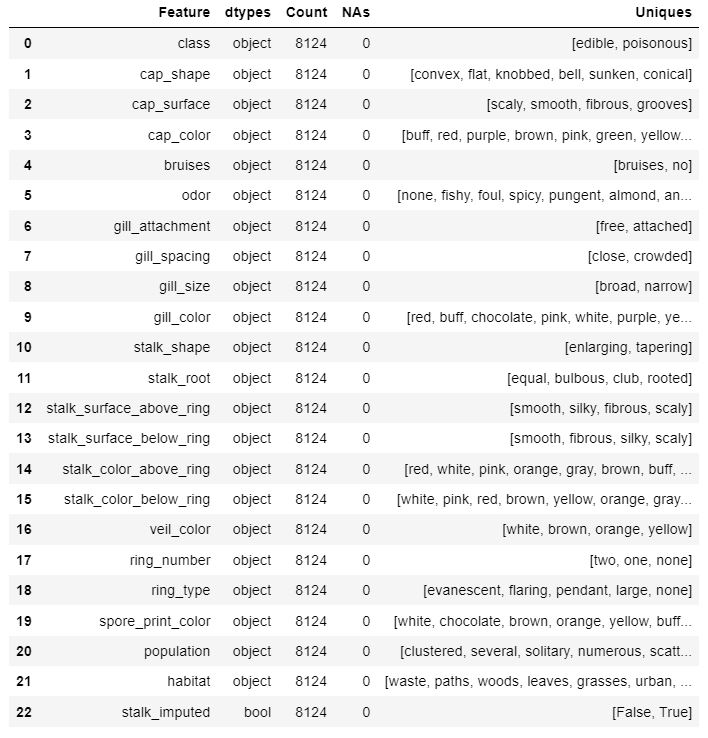 Feature dtypes Count NAs Uniques
0 class object 8124 0 [edible, poisonous]
1 cap_shape object 8124 0 [convex, flat, knobbed, bell, sunken, conical]
2 cap_surface object 8124 0 [scaly, smooth, fibrous, grooves]
3 cap_color object 8124 0 [buff, red, purple, brown, pink, green, yellow...
4 bruises object 8124 0 [bruises, no]
5 odor object 8124 0 [none, fishy, foul, spicy, pungent, almond, an...
6 gill_attachment object 8124 0 [free, attached]
7 gill_spacing object 8124 0 [close, crowded]
8 gill_size object 8124 0 [broad, narrow]
9 gill_color object 8124 0 [red, buff, chocolate, pink, white, purple, ye...
10 stalk_shape object 8124 0 [enlarging, tapering]
11 stalk_root object 8124 0 [equal, bulbous, club, rooted]
12 stalk_surface_above_ring object 8124 0 [smooth, silky, fibrous, scaly]
13 stalk_surface_below_ring object 8124 0 [smooth, fibrous, silky, scaly]
14 stalk_color_above_ring object 8124 0 [red, white, pink, orange, gray, brown, buff, ...
15 stalk_color_below_ring object 8124 0 [white, pink, red, brown, yellow, orange, gray...
16 veil_color object 8124 0 [white, brown, orange, yellow]
17 ring_number object 8124 0 [two, one, none]
18 ring_type object 8124 0 [evanescent, flaring, pendant, large, none]
19 spore_print_color object 8124 0 [white, chocolate, brown, orange, yellow, buff...
20 population object 8124 0 [clustered, several, solitary, numerous, scatt...
21 habitat object 8124 0 [waste, paths, woods, leaves, grasses, urban, ...
22 stalk_imputed bool 8124 0 [False, True]